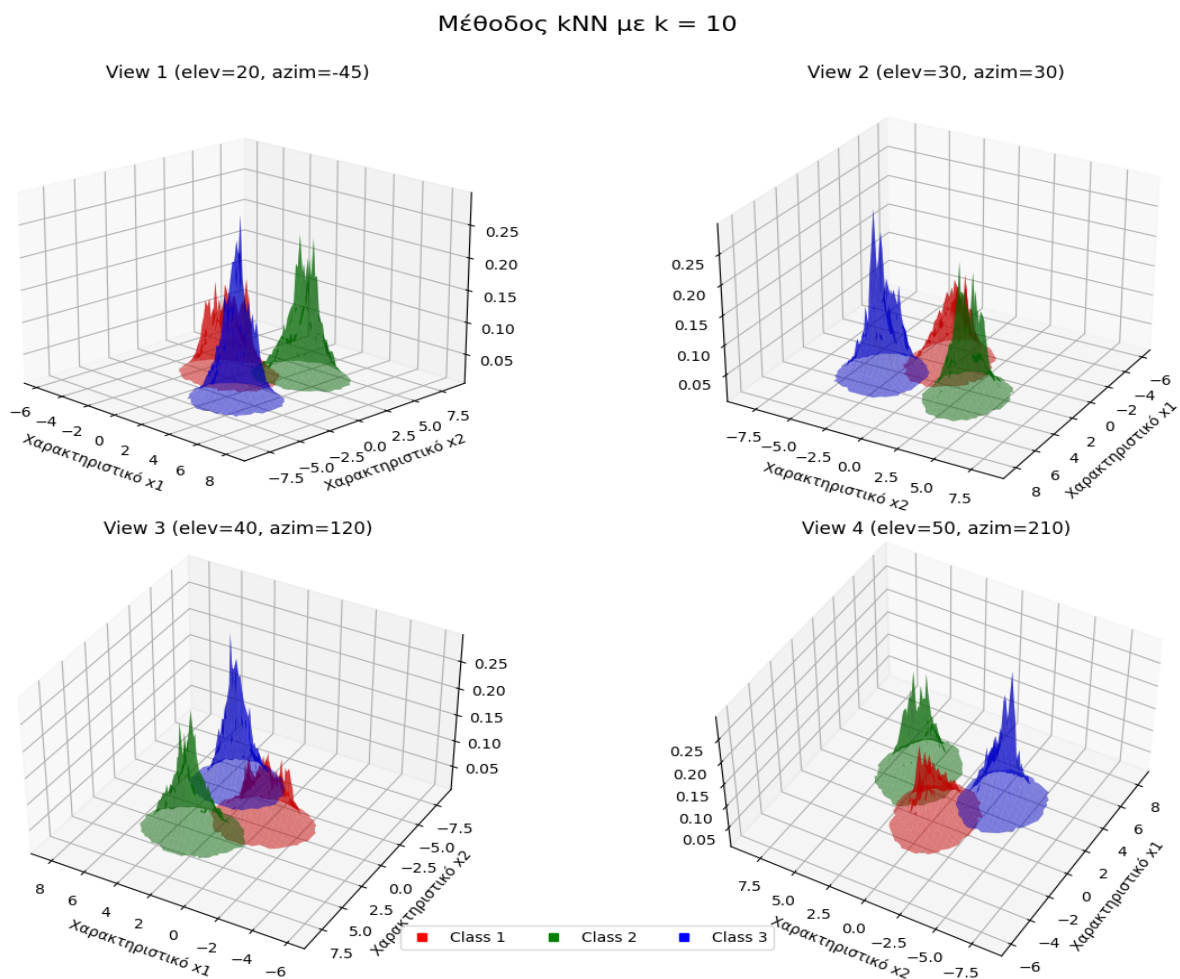 Μέθοδος kNN με k = 10
View 1 (elev=20, azim=-45)
0.25
0.20
0.15
0.10
0.05
−6 −4 −2 0 2 4 6 8
Χαρακτηριστικό x1
−7.5 −5.0 −2.5 0.0 2.5 5.0 7.5
Χαρακτηριστικό x2
View 2 (elev=30, azim=30)
0.25
0.20
0.15
0.10
0.05
−7.5 −5.0 −2.5 0.0 2.5 5.0 7.5
Χαρακτηριστικό x2
8 6 4 2 0 −2 −4 −6
Χαρακτηριστικό x1
View 3 (elev=40, azim=120)
0.25
0.20
0.15
0.10
0.05
8 6 4 2 0 −2 −4 −6
Χαρακτηριστικό x1
7.5 5.0 2.5 0.0 −2.5 −5.0 −7.5
Χαρακτηριστικό x2
View 4 (elev=50, azim=210)
0.25
0.20
0.15
0.10
0.05
7.5 5.0 2.5 0.0 −2.5 −5.0 −7.5
Χαρακτηριστικό x2
−6 −4 −2 0 2 4 6 8
Χαρακτηριστικό x1
Class 1 Class 2 Class 3